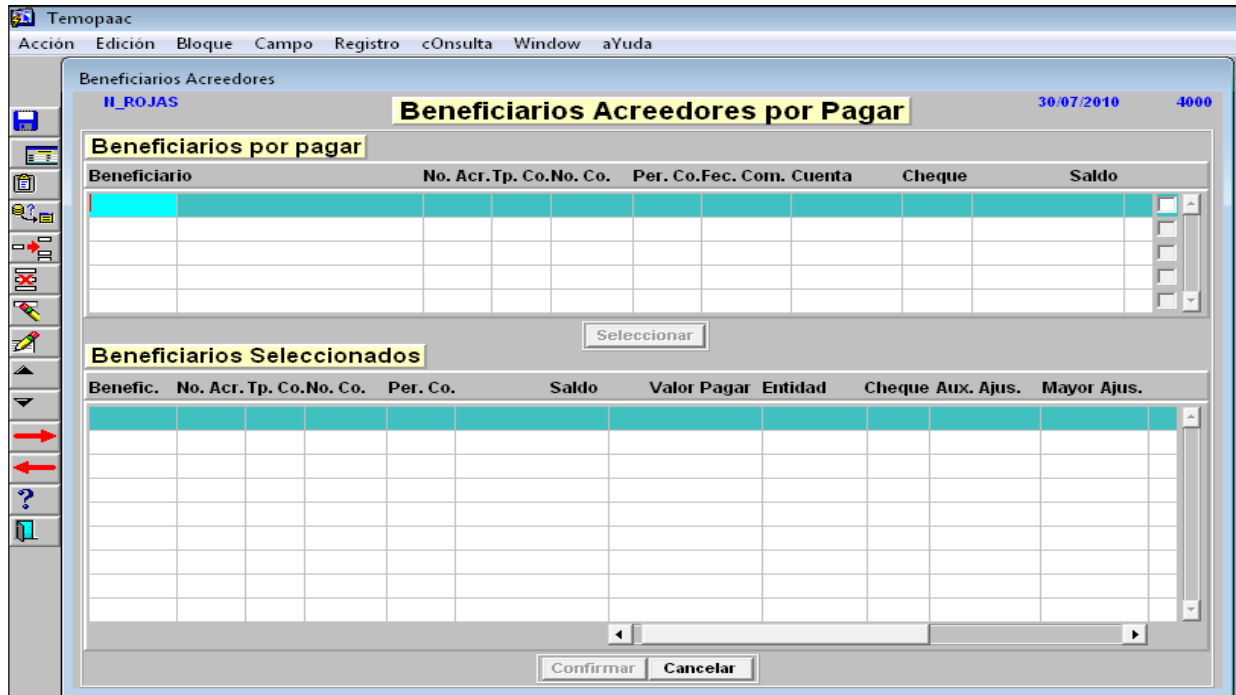 Temopaac
Acción Edición Bloque Campo Registro cOnsulta Window aYuda
Beneficiarios Acreedores
N_ROJAS Beneficiarios Acreedores por Pagar 30/07/2010 4000
Beneficiarios por pagar
Beneficiario No. Acr. Tp. Co. No. Co. Per. Co. Fec. Com. Cuenta Cheque Saldo
Seleccionar
Beneficiarios Seleccionados
Benefic. No. Acr. Tp. Co. No. Co. Per. Co. Saldo Valor Pagar Entidad Cheque Aux. Ajus. Mayor Ajus.
Confirmar Cancelar